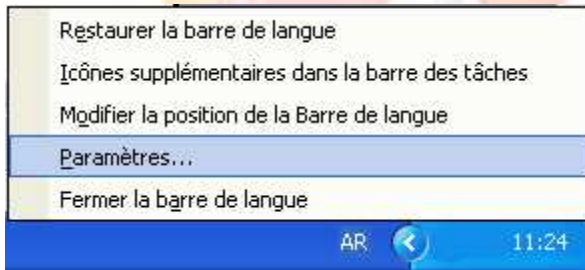 Restaurer la barre de langue
Icônes supplémentaires dans la barre des tâches
Modifier la position de la Barre de langue
Paramètres...
Fermer la barre de langue
AR 11:24